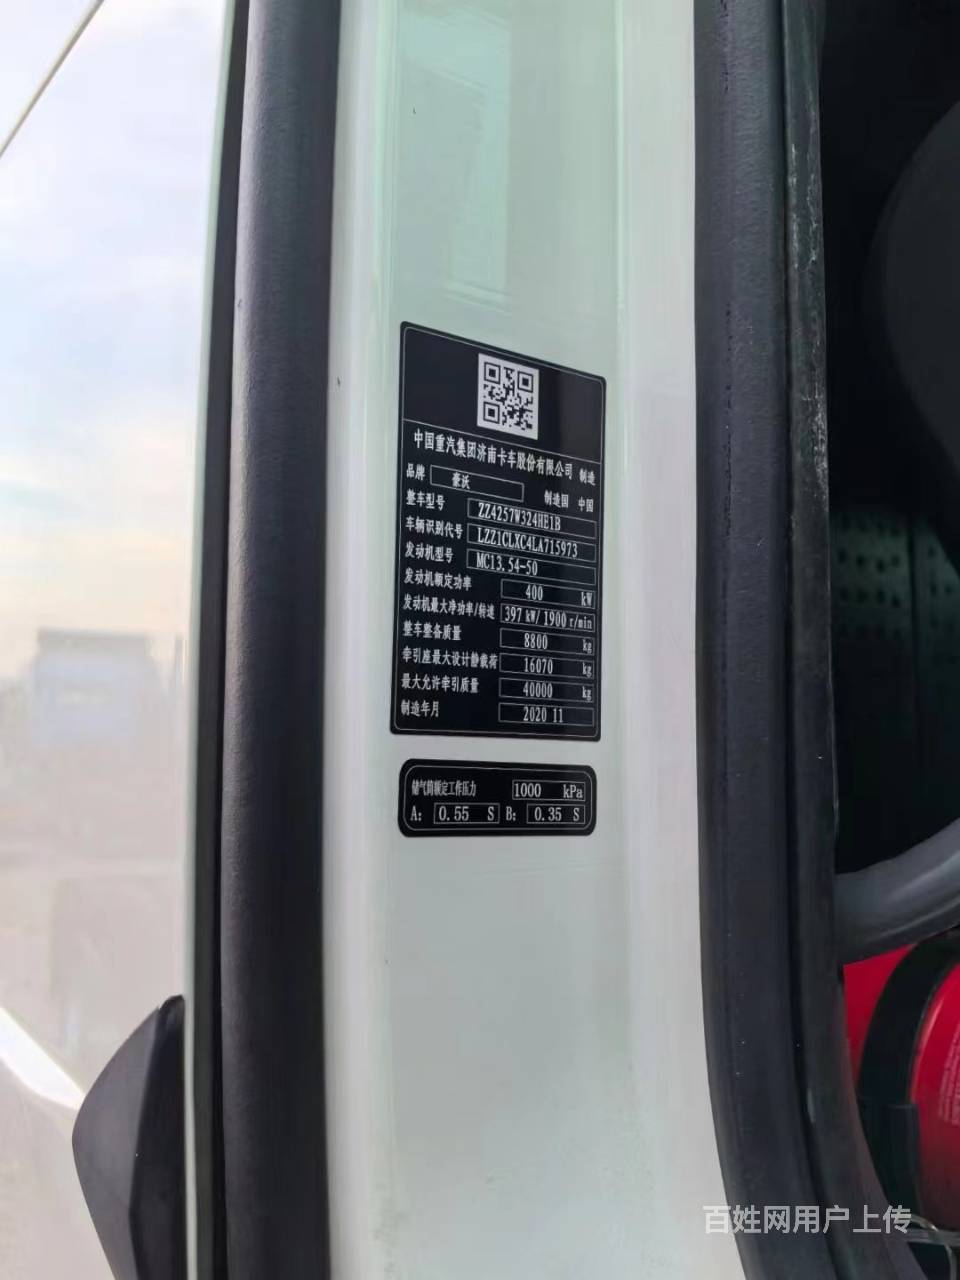 中国重汽集团济南卡车股份有限公司 制造
品牌 豪沃 制造国 中国
整车型号 ZZ4257W324HE1B
车辆识别代号 LZZ1CLXC4LA715973
发动机型号 MC13.54-50
发动机额定功率 400 kW
发动机最大净功率/转速 397 kW/1900 r/min
整车整备质量 8800 kg
牵引座最大设计静载荷 16070 kg
最大允许牵引质量 40000 kg
制造年月 2020 11
储气筒额定工作压力 1000 kPa
A: 0.55 S B: 0.35 S
百姓网用户上传